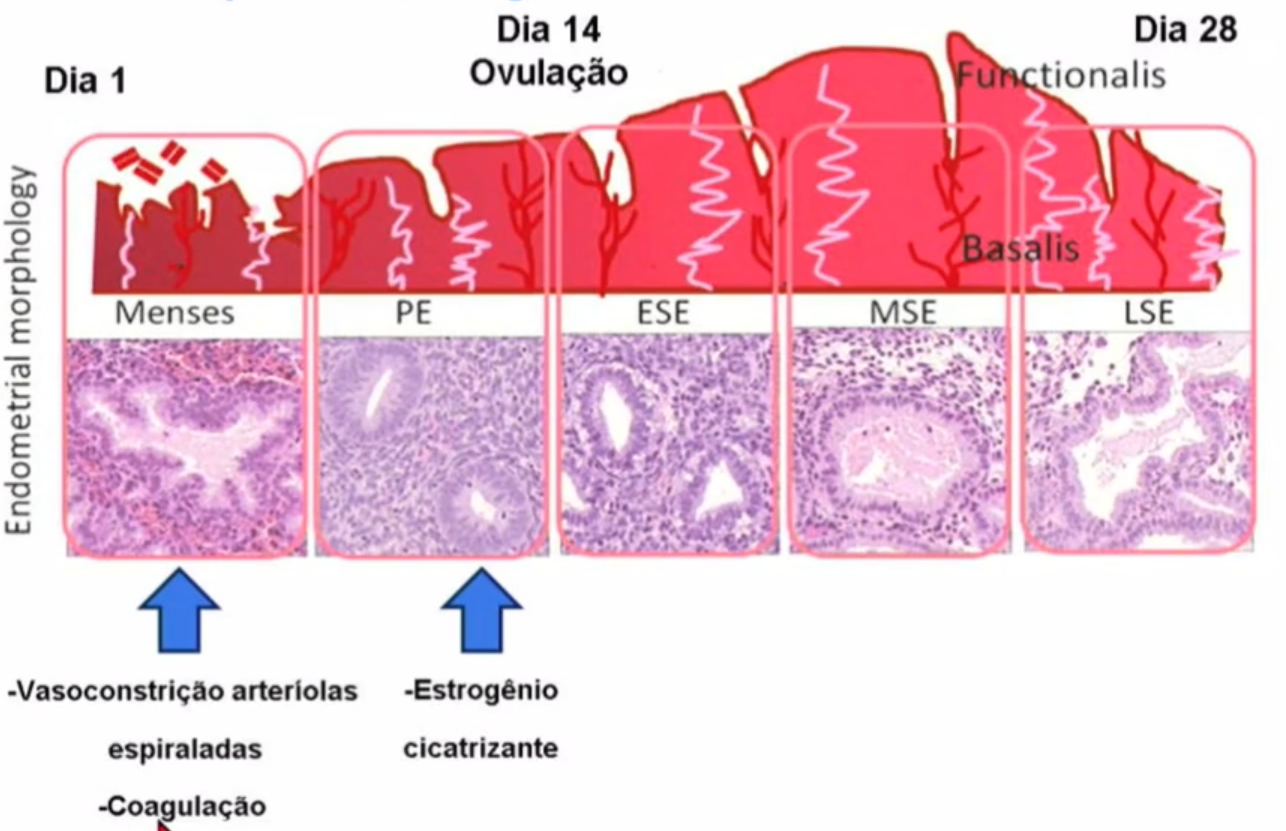 Dia 1
Dia 14
Ovulação
Dia 28
Functionalis
Basalis
Endometrial morphology
Menses
PE
ESE
MSE
LSE
-Vasoconstrição arteríolas
espiraladas
-Coagulação
-Estrogênio
cicatrizante